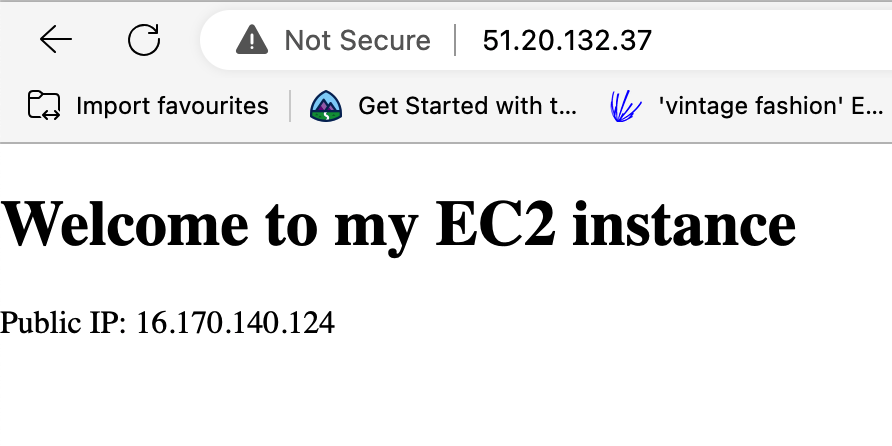 Not Secure 51.20.132.37
Import favourites Get Started with t... 'vintage fashion' E...
Welcome to my EC2 instance
Public IP: 16.170.140.124